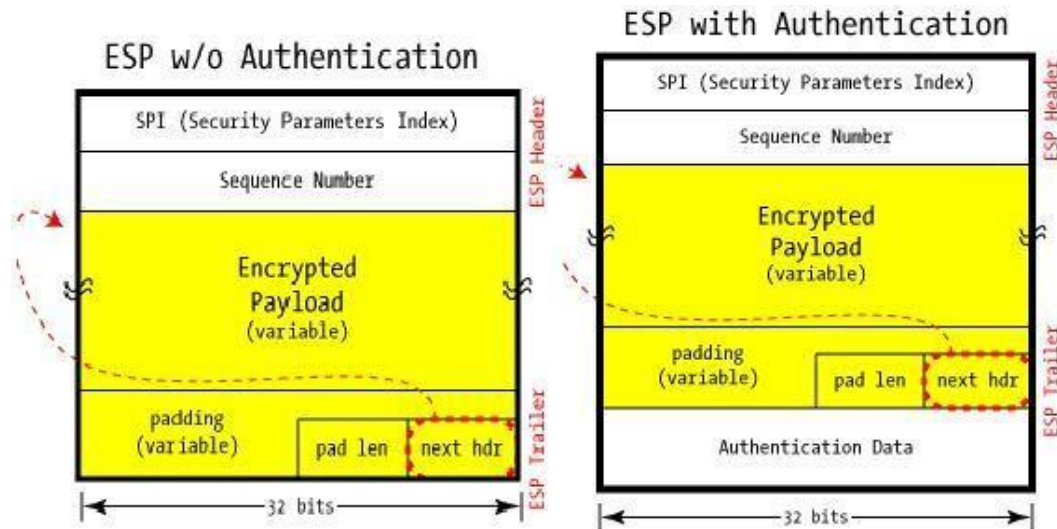 ESP w/o Authentication
SPI (Security Parameters Index)
Sequence Number
Encrypted
Payload
(variable)
padding
(variable)
pad len
next hdr
32 bits
ESP Header
ESP Trailer
ESP with Authentication
SPI (Security Parameters Index)
Sequence Number
Encrypted
Payload
(variable)
padding
(variable)
pad len
next hdr
Authentication Data
32 bits
ESP Header
ESP Trailer